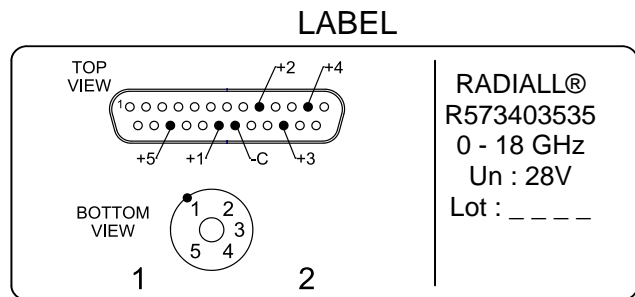 LABEL
TOP
VIEW
+2
+4
1
+5
+1
-C
+3
BOTTOM
VIEW
1 2
3
5 4
1 2
RADIALL®
R573403535
0 - 18 GHz
Un : 28V
Lot : _ _ _ _